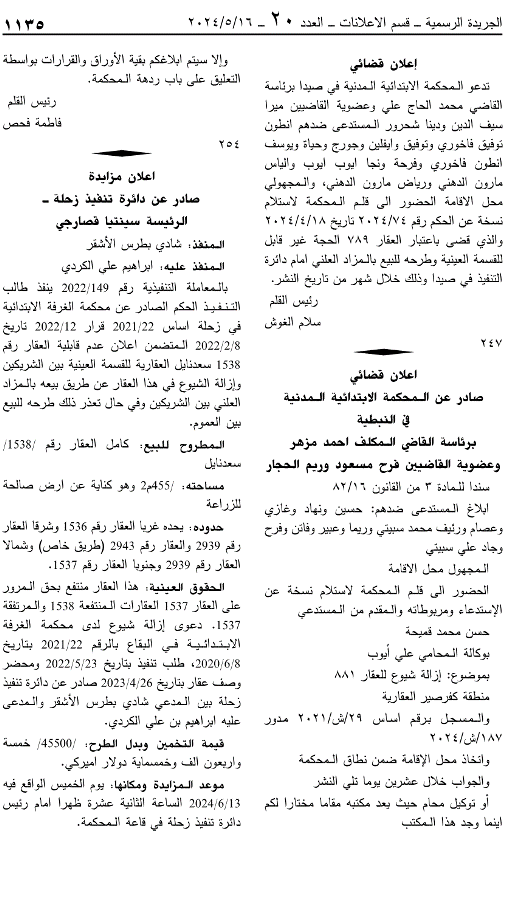 الجريدة الرسمية ــ قسم الاعلانات ــ العدد ٢٠ ــ ٢٠٢٤/٥/١٦
١١٣٥
إعلان قضائي
تدعو المحكمة الابتدائية المدنية في صيدا برئاسة
القاضي محمد الحاج علي وعضوية القاضيين ميرا
سيف الدين ودينا شحرور المستدعى ضدهم انطون
توفيق فاخوري وتوفيق وايفلين وجورج وحياة ويوسف
انطون فاخوري وفرحة ونجا ايوب ايوب والياس
مارون الدهني ورياض مارون الدهني، والمجهولي
محل الاقامة الحضور الى قلم المحكمة لاستلام
نسخة عن الحكم رقم ٢٠٢٤/٧٤ تاريخ ٢٠٢٤/٤/١٨
والذي قضى باعتبار العقار ٧٨٩ الحجة غير قابل
للقسمة العينية وطرحه للبيع بالمزاد العلني امام دائرة
التنفيذ في صيدا وذلك خلال شهر من تاريخ النشر.
رئيس القلم
سلام الغوش
٢٤٧
إعلان قضائي
صادر عن المحكمة الابتدائية المدنية
في النبطية
برئاسة القاضي المكلف احمد مزهر
وعضوية القاضيين فرح مسعود وريم الحجار
سندا للمادة ٣ من القانون ٨٢/١٦
ابلاغ المستدعى ضدهم: حسين ونهاد وغازي
وعصام ورئيف محمد سبيتي وريما وعبير وفاتن وفرح
وجاد علي سبيتي
المجهول محل الاقامة
الحضور الى قلم المحكمة لاستلام نسخة عن
الإستدعاء ومربوطاته والمقدم من المستدعي
حسن محمد قميحة
بوكالة المحامي علي أيوب
بموضوع: إزالة شيوع للعقار ٨٨١
منطقة كفرصير العقارية
والمسجل برقم اساس ٢٩/ش/٢٠٢١ مدور
١٨٧/ش/٢٠٢٤
واتخاذ محل الإقامة ضمن نطاق المحكمة
والجواب خلال عشرين يوما تلي النشر
أو توكيل محام حيث يعد مكتبه مقاما مختارا لكم
اينما وجد هذا المكتب
وإلا سيتم ابلاغكم بقية الأوراق والقرارات بواسطة
التعليق على باب ردهة المحكمة.
رئيس القلم
فاطمة فحص
٢٥٤
اعلان مزايدة
صادر عن دائرة تنفيذ زحلة ــ
الرئيسة سينتيا قصارجي
المنفذ: شادي بطرس الأشقر
المنفذ عليه: ابراهيم علي الكردي
بالمعاملة التنفيذية رقم 2022/149 ينفذ طالب
التنفيذ الحكم الصادر عن محكمة الغرفة الابتدائية
في زحلة اساس 2021/22 قرار 2022/12 تاريخ
2022/2/8 المتضمن اعلان عدم قابلية العقار رقم
1538 سعدنايل العقارية للقسمة العينية بين الشريكين
وإزالة الشيوع في هذا العقار عن طريق بيعه بالمزاد
العلني بين الشريكين وفي حال تعذر ذلك طرحه للبيع
بين العموم.
المطروح للبيع: كامل العقار رقم /1538/
سعدنايل
مساحته: /455م2 وهو كناية عن ارض صالحة
للزراعة
حدوده: يحده غربا العقار رقم 1536 وشرقا العقار
رقم 2939 والعقار رقم 2943 (طريق خاص) وشمالا
العقار رقم 2939 وجنوبا العقار رقم 1537.
الحقوق العينية: هذا العقار منتفع بحق المرور
على العقار 1537 العقارات المنتفعة 1538 والمرتفقة
1537. دعوى إزالة شيوع لدى محكمة الغرفة
الابتدائية في البقاع بالرقم 2021/22 بتاريخ
2020/6/8، طلب تنفيذ بتاريخ 2022/5/23 ومحضر
وصف عقار بتاريخ 2023/4/26 صادر عن دائرة تنفيذ
زحلة بين المدعي شادي بطرس الأشقر والمدعى
عليه ابراهيم بن علي الكردي.
قيمة التخمين وبدل الطرح: /45500/ خمسة
واربعون الف وخمسماية دولار اميركي.
موعد المزايدة ومكانها: يوم الخميس الواقع فيه
2024/6/13 الساعة الثانية عشرة ظهرا امام رئيس
دائرة تنفيذ زحلة في قاعة المحكمة.